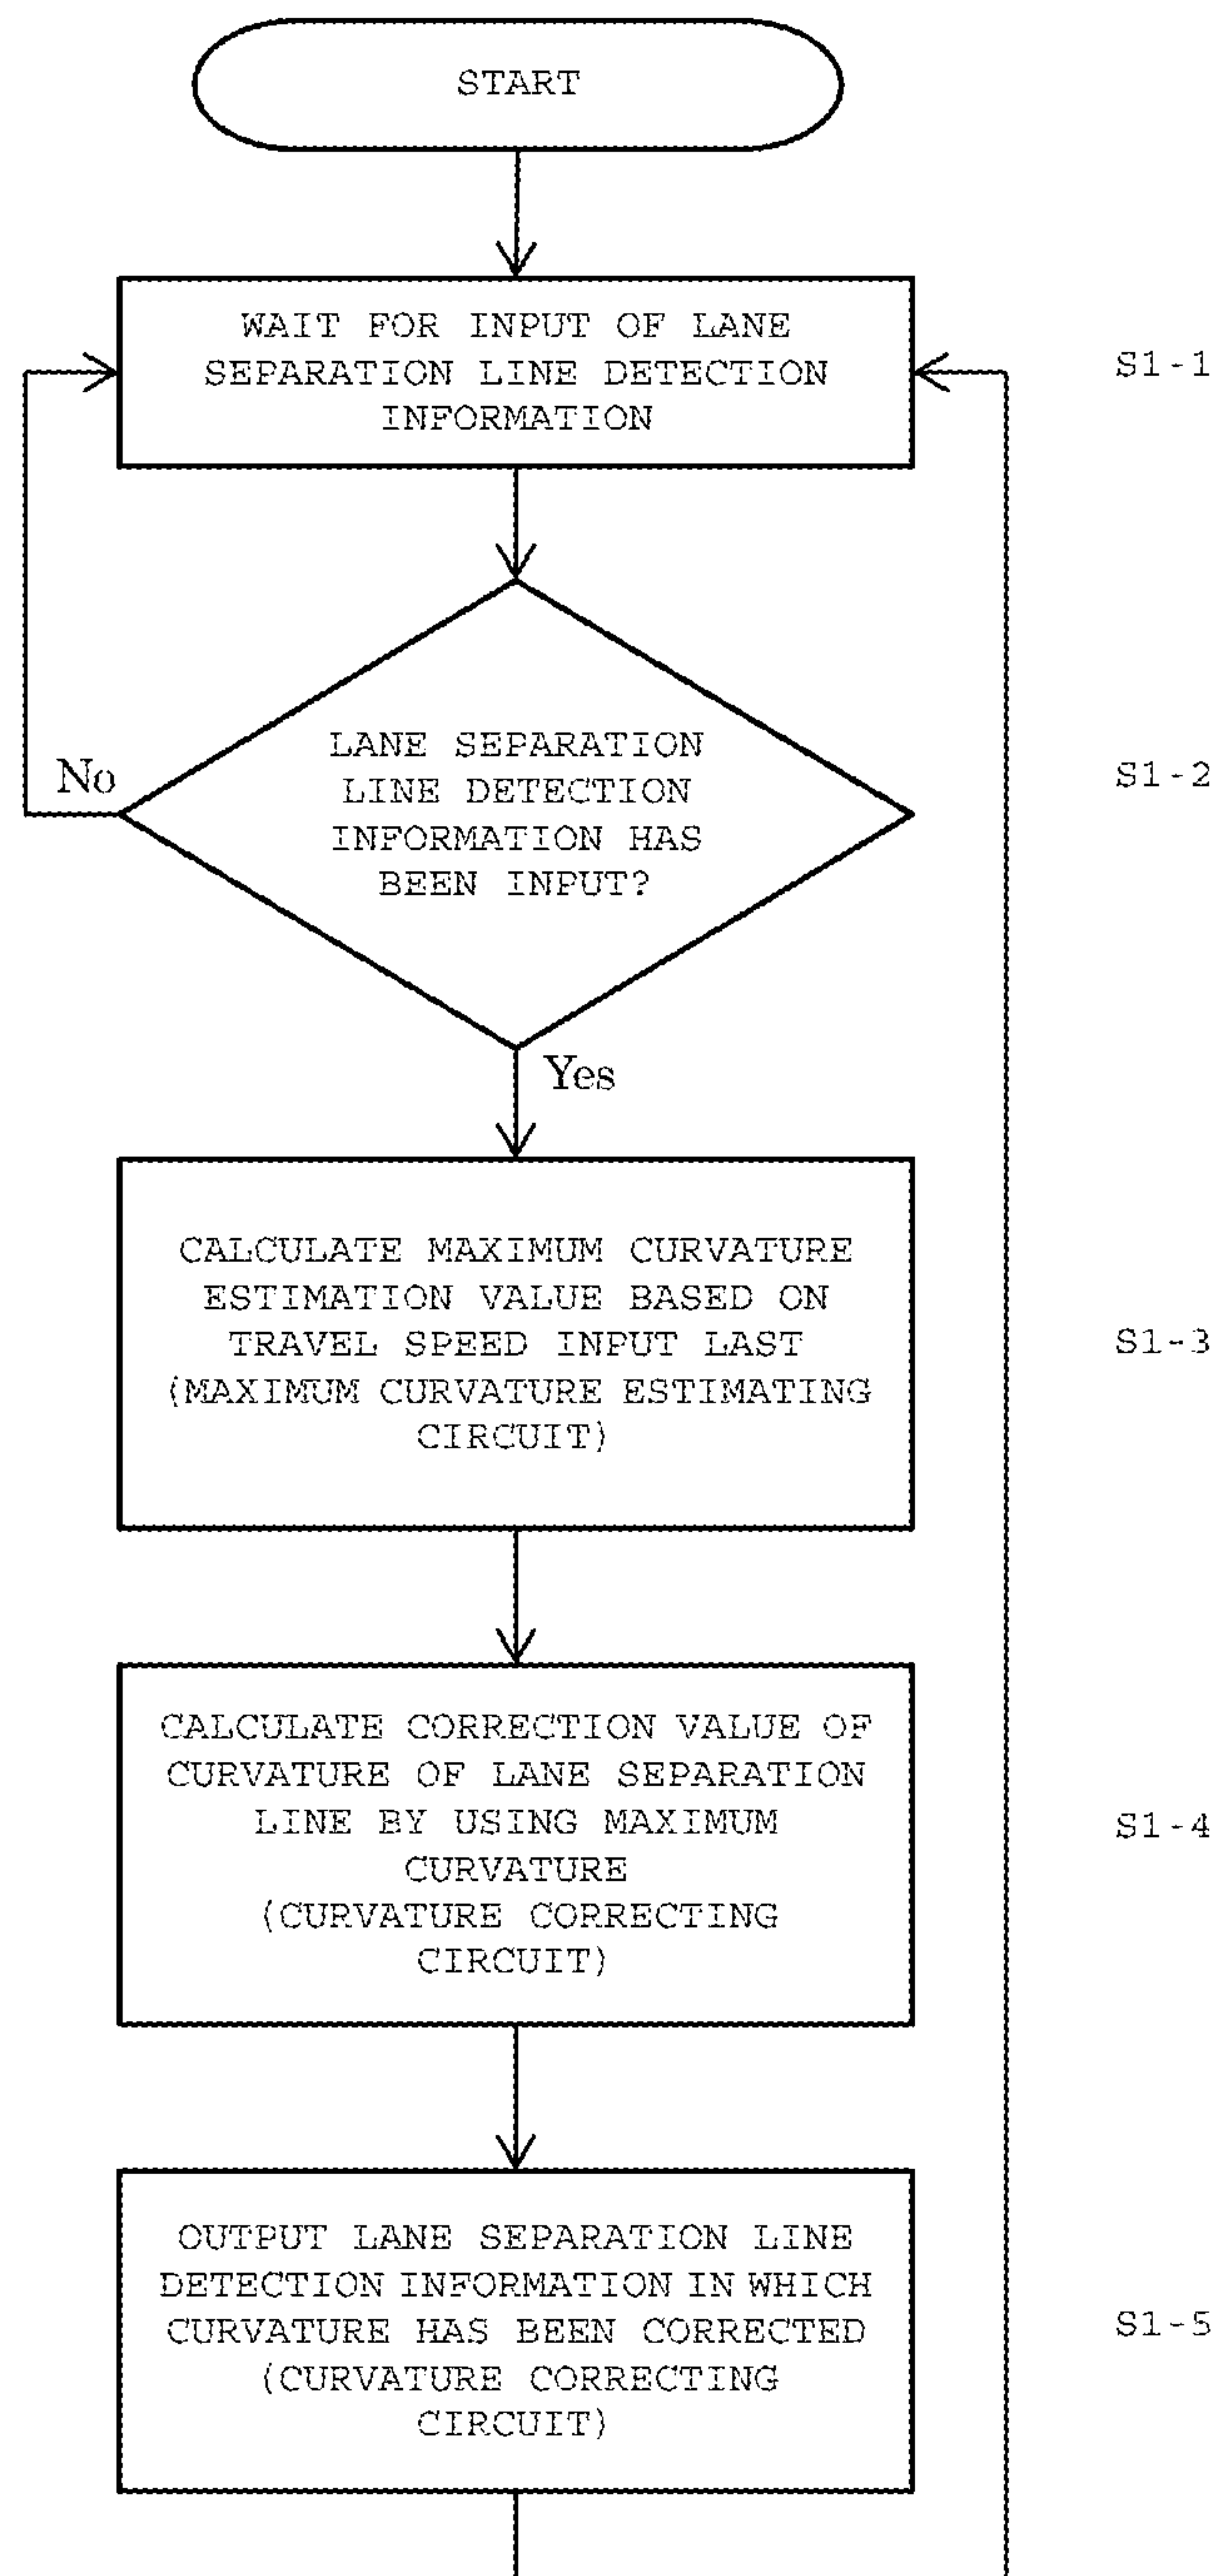 START
WAIT FOR INPUT OF LANE
SEPARATION LINE DETECTION
INFORMATION
S1-1
LANE SEPARATION
LINE DETECTION
INFORMATION HAS
BEEN INPUT?
S1-2
No
Yes
CALCULATE MAXIMUM CURVATURE
ESTIMATION VALUE BASED ON
TRAVEL SPEED INPUT LAST
(MAXIMUM CURVATURE ESTIMATING
CIRCUIT)
S1-3
CALCULATE CORRECTION VALUE OF
CURVATURE OF LANE SEPARATION
LINE BY USING MAXIMUM
CURVATURE
(CURVATURE CORRECTING
CIRCUIT)
S1-4
OUTPUT LANE SEPARATION LINE
DETECTION INFORMATION IN WHICH
CURVATURE HAS BEEN CORRECTED
(CURVATURE CORRECTING
CIRCUIT)
S1-5